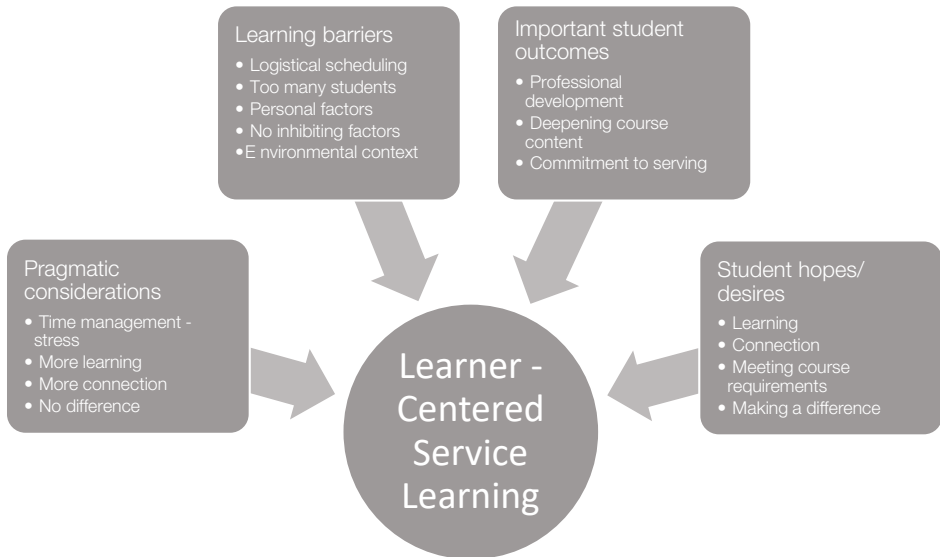 Learning barriers
• Logistical scheduling
• Too many students
• Personal factors
• No inhibiting factors
•E nvironmental context
Important student
outcomes
• Professional
development
• Deepening course
content
• Commitment to serving
Pragmatic
considerations
• Time management -
stress
• More learning
• More connection
• No difference
Student hopes/
desires
• Learning
• Connection
• Meeting course
requirements
• Making a difference
Learner -
Centered
Service
Learning